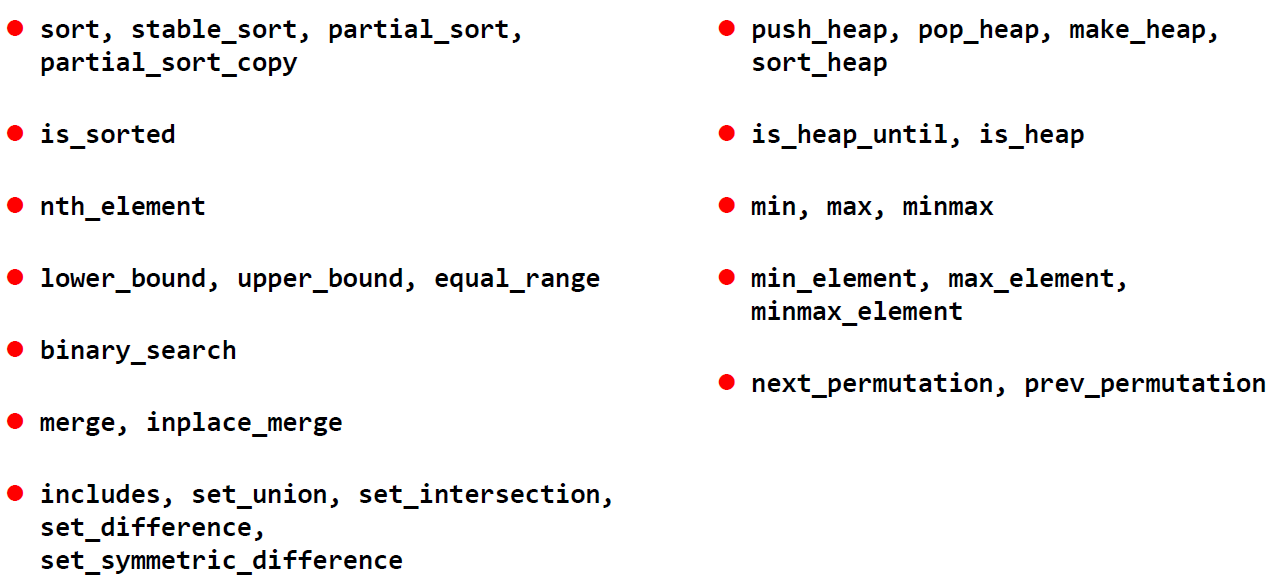 sort, stable_sort, partial_sort,
partial_sort_copy
is_sorted
nth_element
lower_bound, upper_bound, equal_range
binary_search
merge, inplace_merge
includes, set_union, set_intersection,
set_difference,
set_symmetric_difference
push_heap, pop_heap, make_heap,
sort_heap
is_heap_until, is_heap
min, max, minmax
min_element, max_element,
minmax_element
next_permutation, prev_permutation